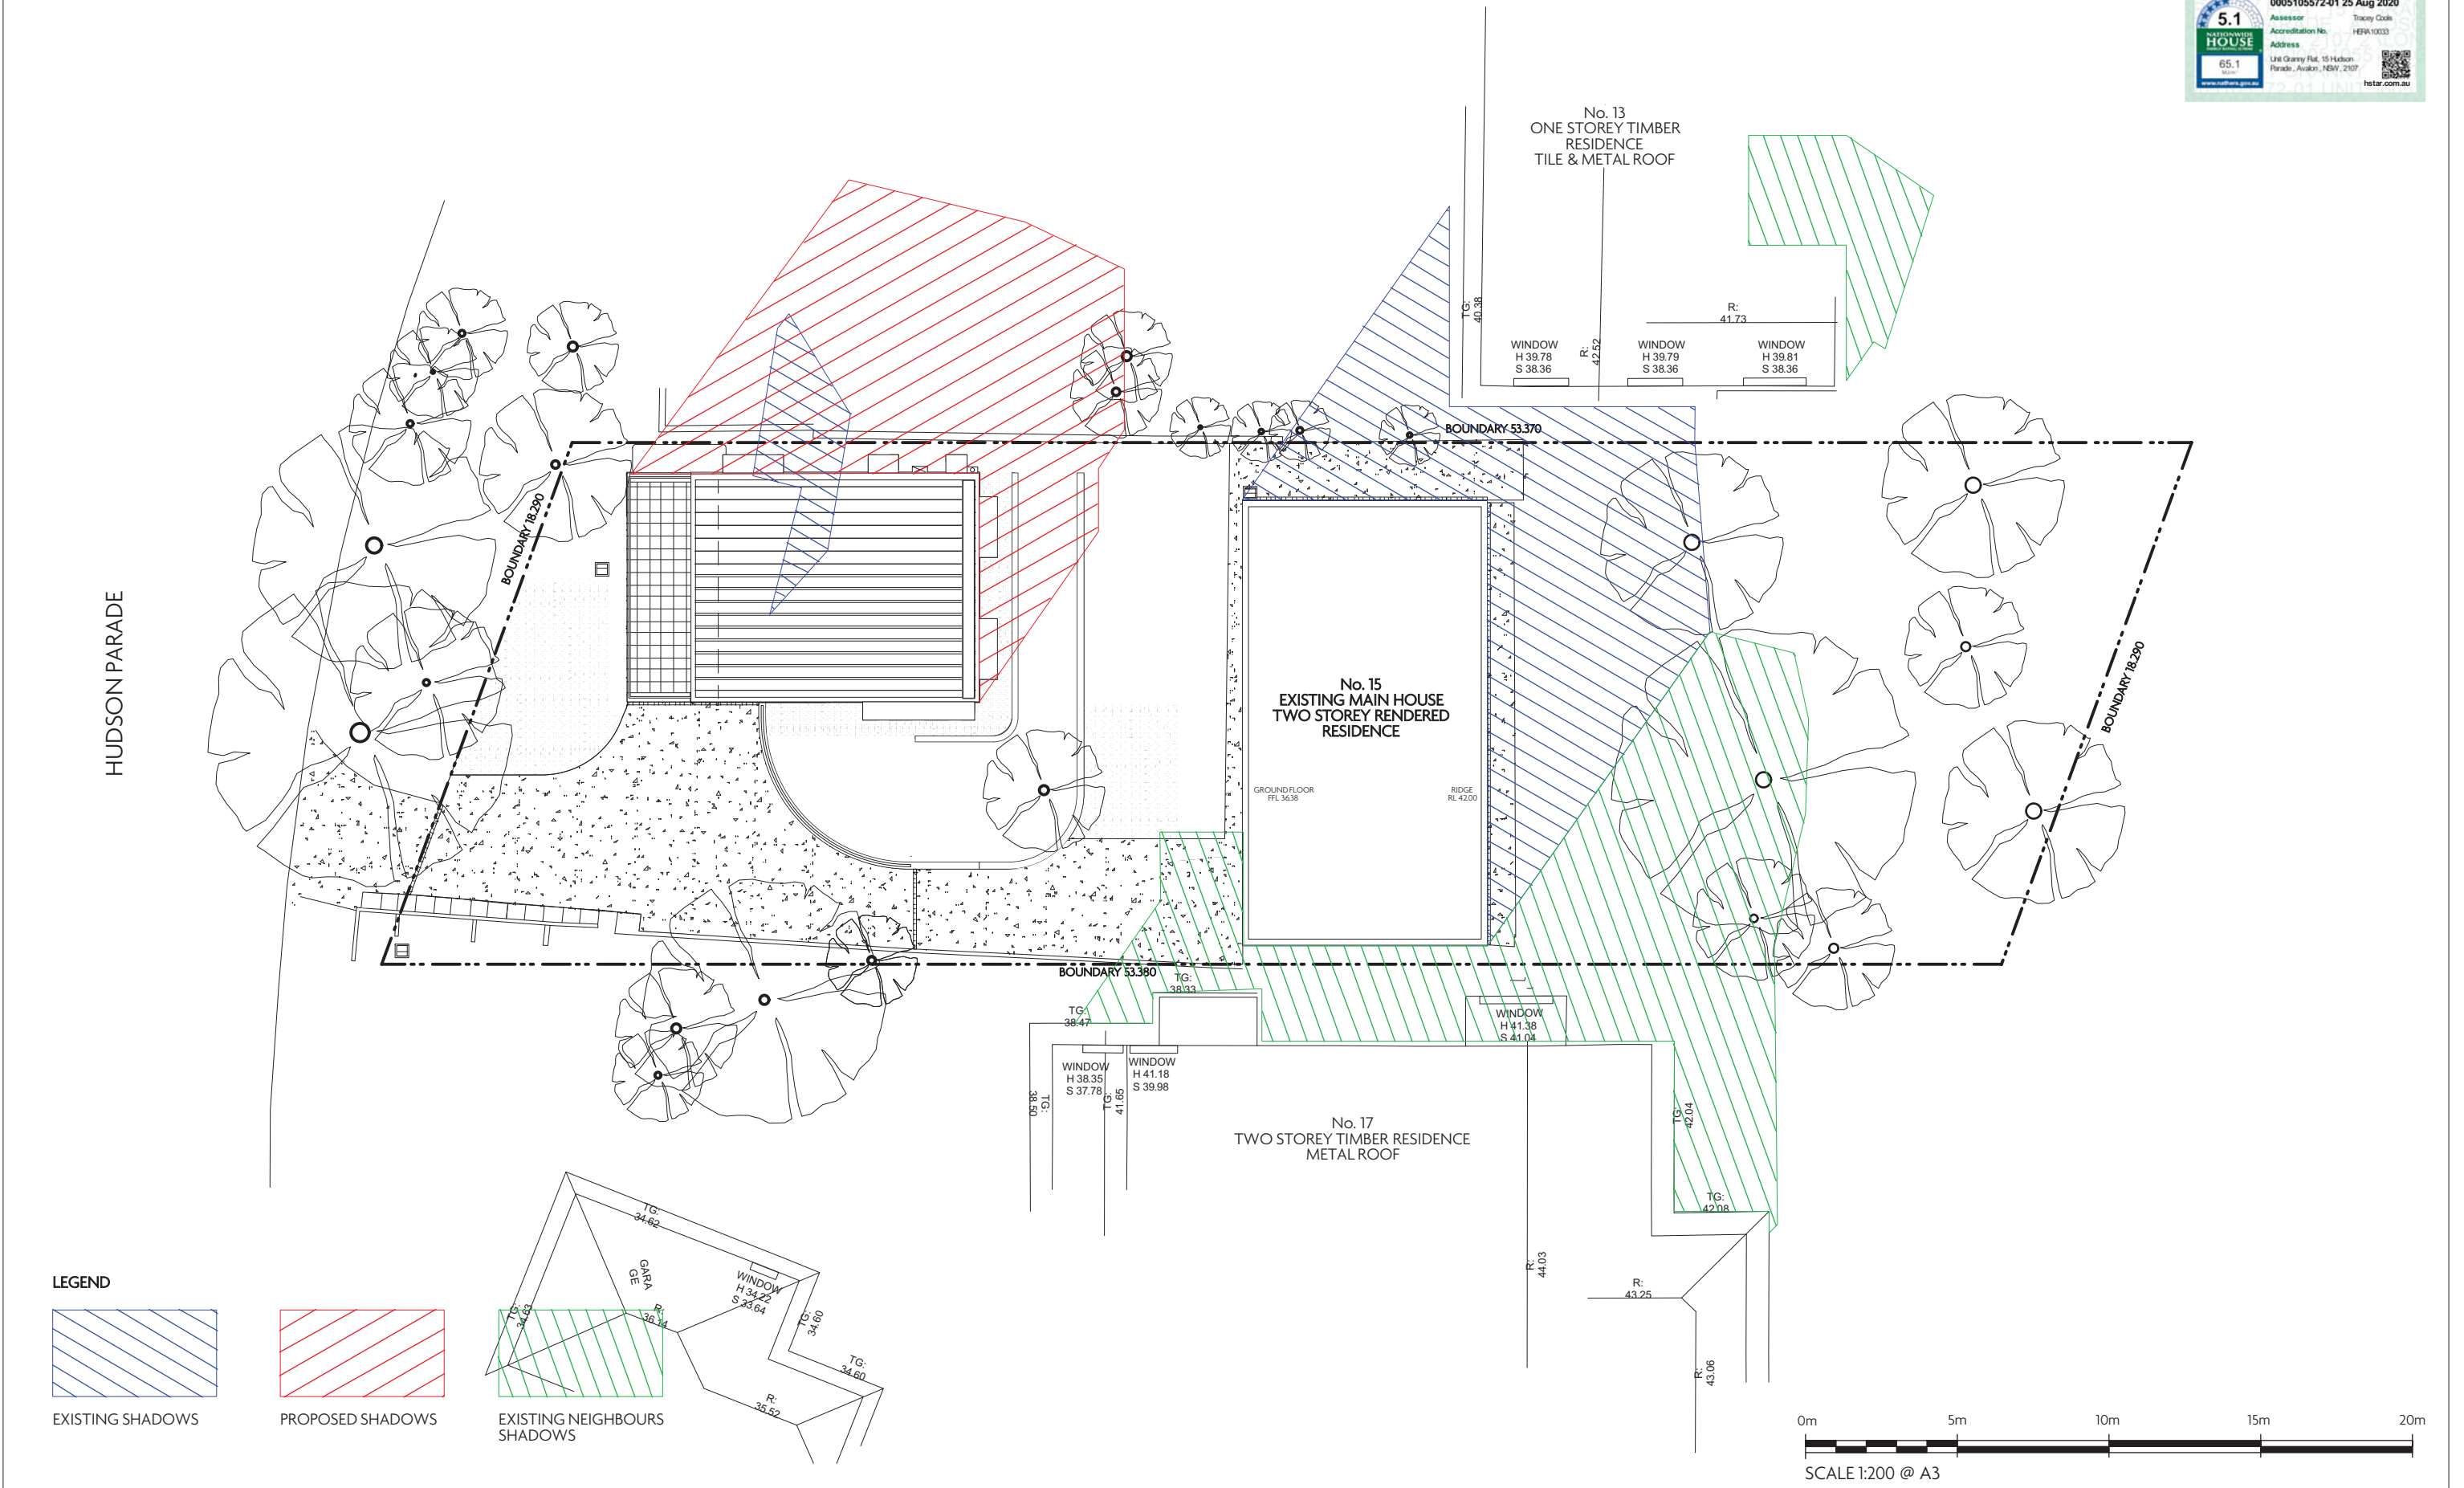 0005105572-01 25 Aug 2020
5.1
Assessor Tracey Cools
Accreditation No. HERA10033
NATIONWIDE
HOUSE
Address
65.1
Unit Granny Flat, 15 Hudson
Parade, Avalon, NSW, 2107
www.nathers.gov.au
hstar.com.au
No. 13
ONE STOREY TIMBER
RESIDENCE
TILE & METAL ROOF
TG:
40.38
R:
41.73
R:
42.52
WINDOW
H 39.78
S 38.36
WINDOW
H 39.79
S 38.36
WINDOW
H 39.81
S 38.36
BOUNDARY 53.370
BOUNDARY 18.290
HUDSON PARADE
BOUNDARY 18.290
No. 15
EXISTING MAIN HOUSE
TWO STOREY RENDERED
RESIDENCE
GROUND FLOOR
FFL 36.38
RIDGE
RL 42.00
BOUNDARY 53.380
TG:
38.33
TG:
38.47
WINDOW
H 41.38
S 41.04
WINDOW
H 38.35
S 37.78
WINDOW
H 41.18
S 39.98
TG:
38.50
TG:
41.65
No. 17
TWO STOREY TIMBER RESIDENCE
METAL ROOF
TG:
42.04
TG:
42.08
R:
44.03
R:
43.25
R:
43.06
TG:
34.62
GARA
GE
WINDOW
H 34.22
S 33.64
TG:
34.63
R:
36.14
TG:
34.60
TG:
34.60
R:
35.52
LEGEND
EXISTING SHADOWS
PROPOSED SHADOWS
EXISTING NEIGHBOURS
SHADOWS
0m 5m 10m 15m 20m
SCALE 1:200 @ A3